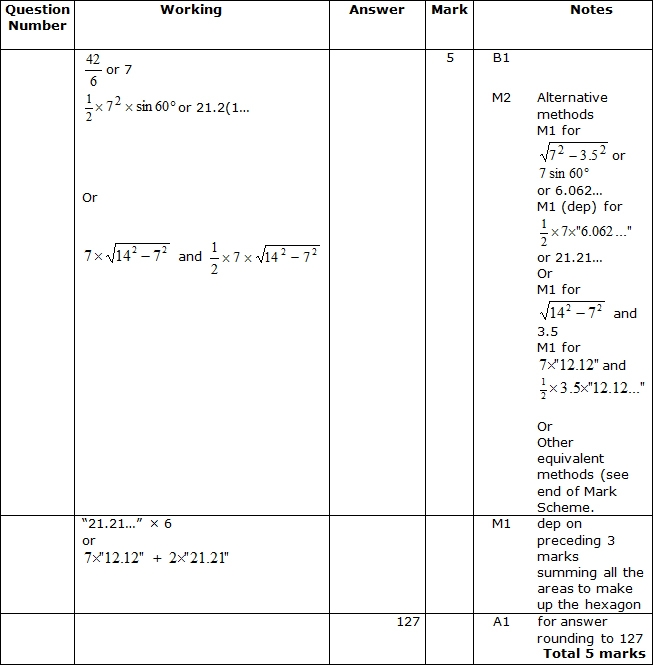 Question Number Working Answer Mark Notes
42/6 or 7 5 B1
1/2 × 7² × sin 60° or 21.2(1... M2 Alternative
methods
M1 for
√(7² – 3.5²) or
7 sin 60°
or 6.062...
Or M1 (dep) for
1/2 × 7 × "6.062..."
7 × √(14² – 7²) and 1/2 × 7 × √(14² – 7²) or 21.21...
Or
M1 for
√(14² – 7²) and
3.5
M1 for
7×"12.12" and
1/2 × 3.5×"12.12..."
Or
Other
equivalent
methods (see
end of Mark
Scheme.
"21.21..." × 6 M1 dep on
or preceding 3
7×"12.12" + 2×"21.21" marks
summing all the
areas to make
up the hexagon
127 A1 for answer
rounding to 127
Total 5 marks